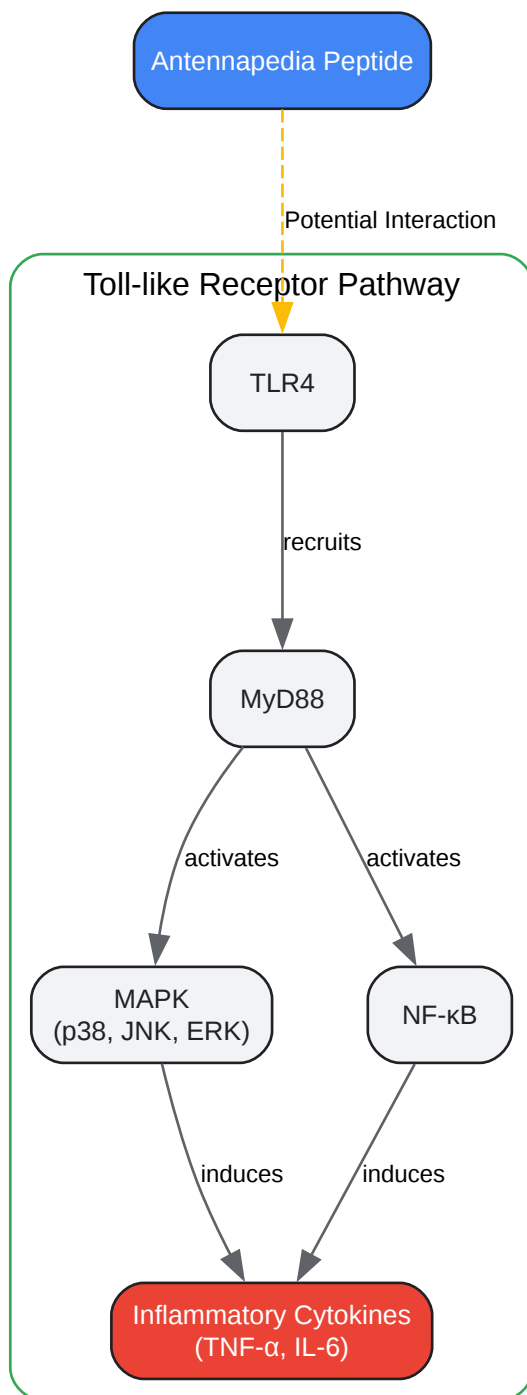 Antennapedia Peptide
Potential Interaction
Toll-like Receptor Pathway
TLR4
recruits
MyD88
activates
activates
MAPK
(p38, JNK, ERK)
NF-κB
induces
induces
Inflammatory Cytokines
(TNF-α, IL-6)